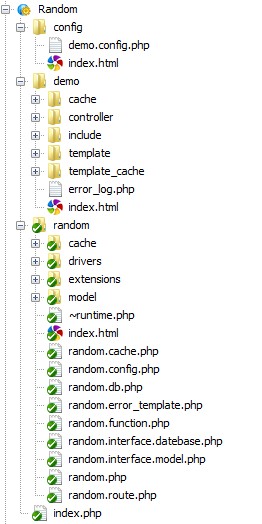 Random
config
demo.config.php
index.html
demo
cache
controller
include
template
template_cache
error_log.php
index.html
random
cache
drivers
extensions
model
~runtime.php
index.html
random.cache.php
random.config.php
random.db.php
random.error_template.php
random.function.php
random.interface.datebase.php
random.interface.model.php
random.php
random.route.php
index.php